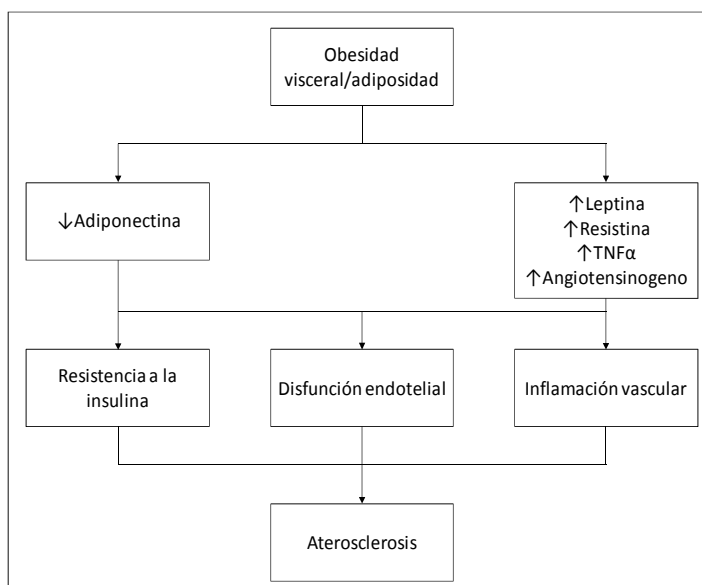 Obesidad
visceral/adiposidad
↓Adiponectina
↑Leptina
↑Resistina
↑TNFα
↑Angiotensinogeno
Resistencia a la
insulina
Disfunción endotelial
Inflamación vascular
Aterosclerosis